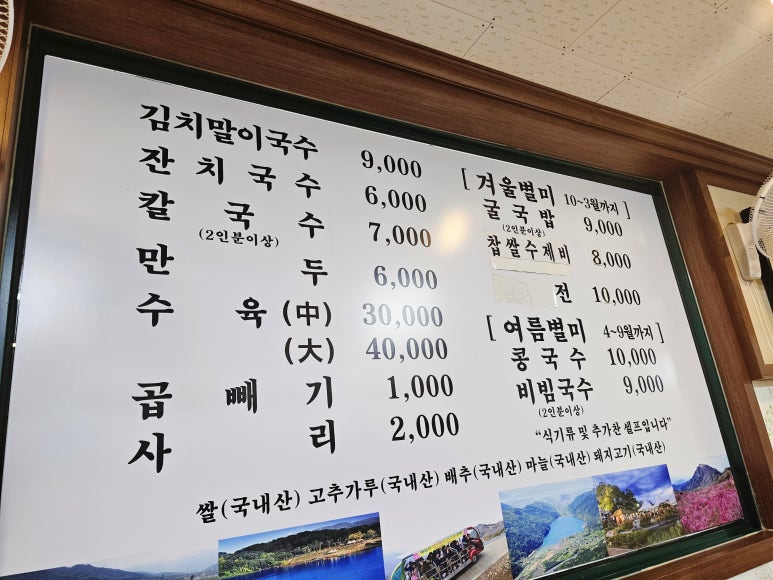 김치말이국수 9,000
잔치국수 6,000
칼국수 7,000
(2인분이상)
만두 6,000
수육(中) 30,000
(大) 40,000
곱빼기 1,000
사리 2,000
[겨울별미 10~3월까지]
굴국밥 9,000
(2인분이상)
찹쌀수제비 8,000
전 10,000
[여름별미 4~9월까지]
콩국수 10,000
비빔국수 9,000
(2인분이상)
“식기류 및 추가찬 셀프입니다”
쌀(국내산) 고추가루(국내산) 배추(국내산) 마늘(국내산) 돼지고기(국내산)